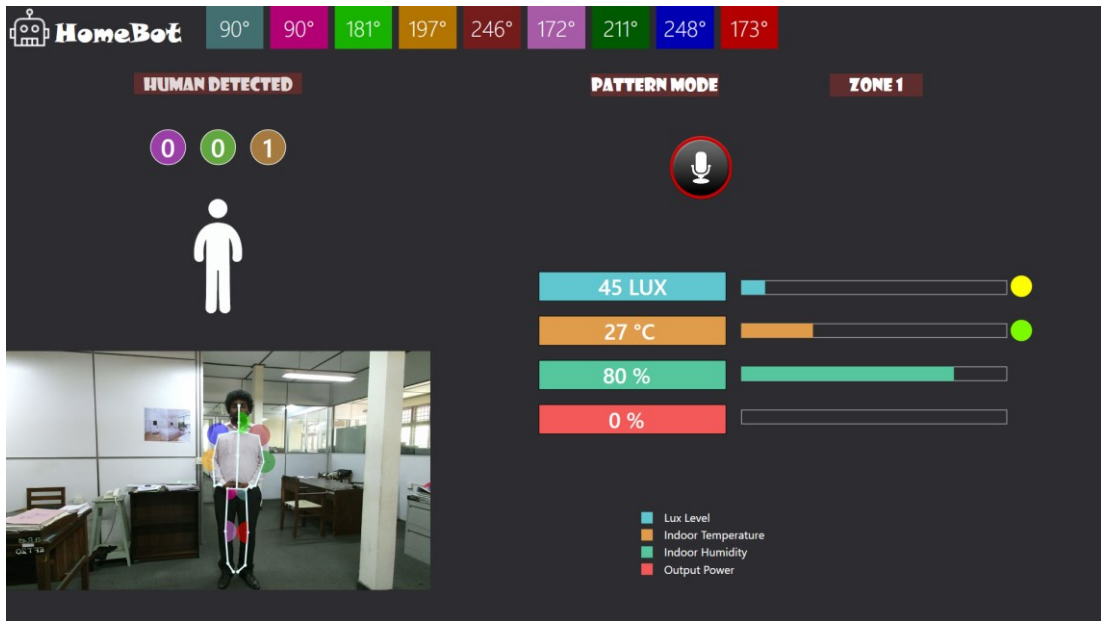 HomeBot 90° 90° 181° 197° 246° 172° 211° 248° 173°
HUMAN DETECTED
PATTERN MODE
ZONE 1
0 0 1
45 LUX
27 °C
80 %
0 %
Lux Level
Indoor Temperature
Indoor Humidity
Output Power